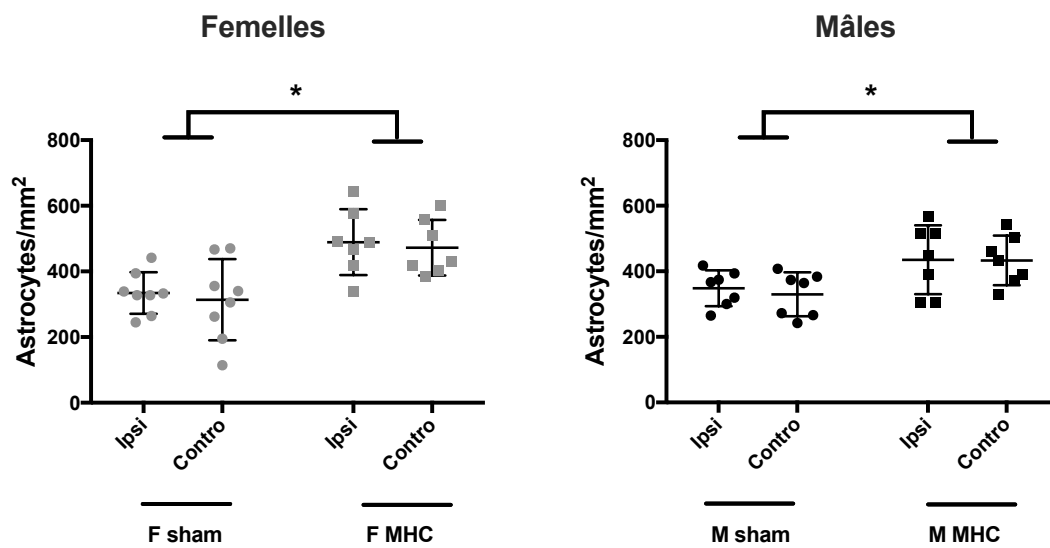 Femelles
*
Astrocytes/mm²
800
600
400
200
0
Ipsi
Contro
Ipsi
Contro
F sham
F MHC
Mâles
*
Astrocytes/mm²
800
600
400
200
0
Ipsi
Contro
Ipsi
Contro
M sham
M MHC